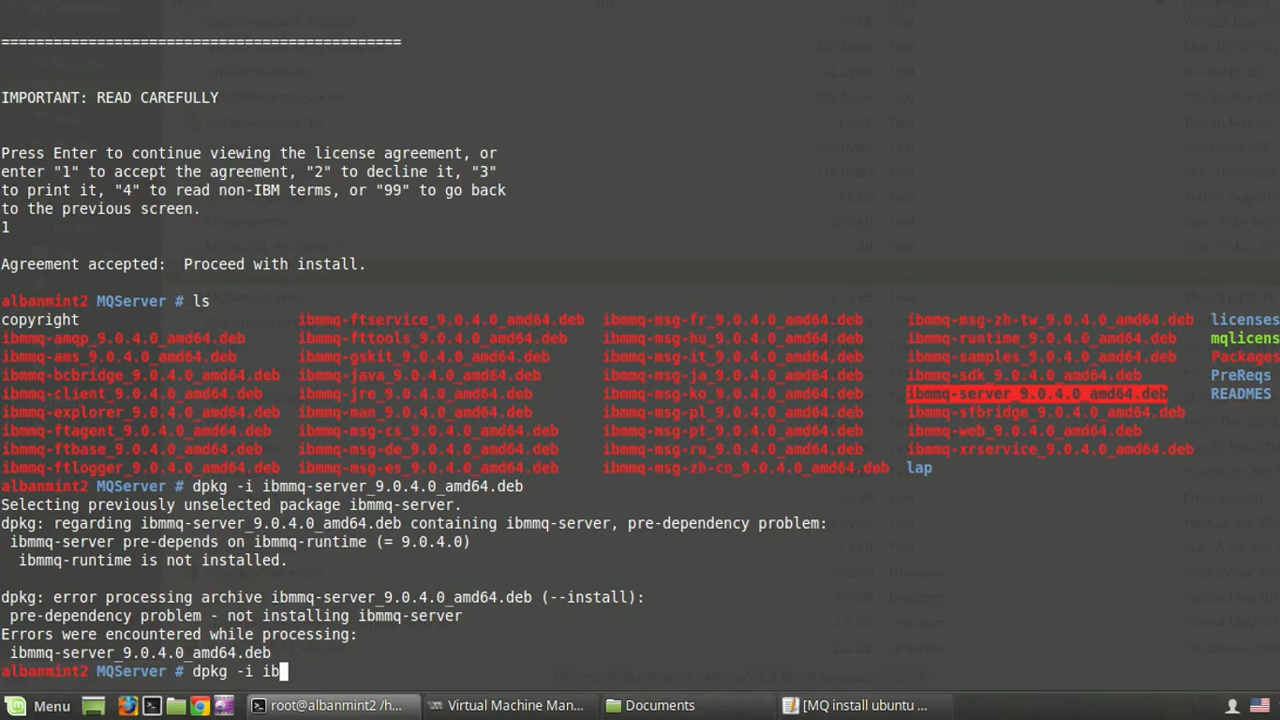 ==============================================
IMPORTANT: READ CAREFULLY
Press Enter to continue viewing the license agreement, or
enter "1" to accept the agreement, "2" to decline it, "3"
to print it, "4" to read non-IBM terms, or "99" to go back
to the previous screen.
1
Agreement accepted:  Proceed with install.
albanmint2 MQServer # ls
copyright ibmmq-ftservice_9.0.4.0_amd64.deb ibmmq-msg-fr_9.0.4.0_amd64.deb ibmmq-msg-zh-tw_9.0.4.0_amd64.deb licenses
ibmmq-amqp_9.0.4.0_amd64.deb ibmmq-fttools_9.0.4.0_amd64.deb ibmmq-msg-hu_9.0.4.0_amd64.deb ibmmq-runtime_9.0.4.0_amd64.deb mqlicens
ibmmq-ams_9.0.4.0_amd64.deb ibmmq-gskit_9.0.4.0_amd64.deb ibmmq-msg-it_9.0.4.0_amd64.deb ibmmq-samples_9.0.4.0_amd64.deb Packages
ibmmq-bcbridge_9.0.4.0_amd64.deb ibmmq-java_9.0.4.0_amd64.deb ibmmq-msg-ja_9.0.4.0_amd64.deb ibmmq-sdk_9.0.4.0_amd64.deb PreReqs
ibmmq-client_9.0.4.0_amd64.deb ibmmq-jre_9.0.4.0_amd64.deb ibmmq-msg-ko_9.0.4.0_amd64.deb ibmmq-server_9.0.4.0_amd64.deb READMES
ibmmq-explorer_9.0.4.0_amd64.deb ibmmq-man_9.0.4.0_amd64.deb ibmmq-msg-pl_9.0.4.0_amd64.deb ibmmq-sfbridge_9.0.4.0_amd64.deb
ibmmq-ftagent_9.0.4.0_amd64.deb ibmmq-msg-cs_9.0.4.0_amd64.deb ibmmq-msg-pt_9.0.4.0_amd64.deb ibmmq-web_9.0.4.0_amd64.deb
ibmmq-ftbase_9.0.4.0_amd64.deb ibmmq-msg-de_9.0.4.0_amd64.deb ibmmq-msg-ru_9.0.4.0_amd64.deb ibmmq-xrservice_9.0.4.0_amd64.deb
ibmmq-ftlogger_9.0.4.0_amd64.deb ibmmq-msg-es_9.0.4.0_amd64.deb ibmmq-msg-zh-cn_9.0.4.0_amd64.deb lap
albanmint2 MQServer # dpkg -i ibmmq-server_9.0.4.0_amd64.deb
Selecting previously unselected package ibmmq-server.
dpkg: regarding ibmmq-server_9.0.4.0_amd64.deb containing ibmmq-server, pre-dependency problem:
ibmmq-server pre-depends on ibmmq-runtime (= 9.0.4.0)
ibmmq-runtime is not installed.
dpkg: error processing archive ibmmq-server_9.0.4.0_amd64.deb (--install):
pre-dependency problem - not installing ibmmq-server
Errors were encountered while processing:
ibmmq-server_9.0.4.0_amd64.deb
albanmint2 MQServer # dpkg -i ib
Menu root@albanmint2 /h... Virtual Machine Man... Documents [MQ install ubuntu ...